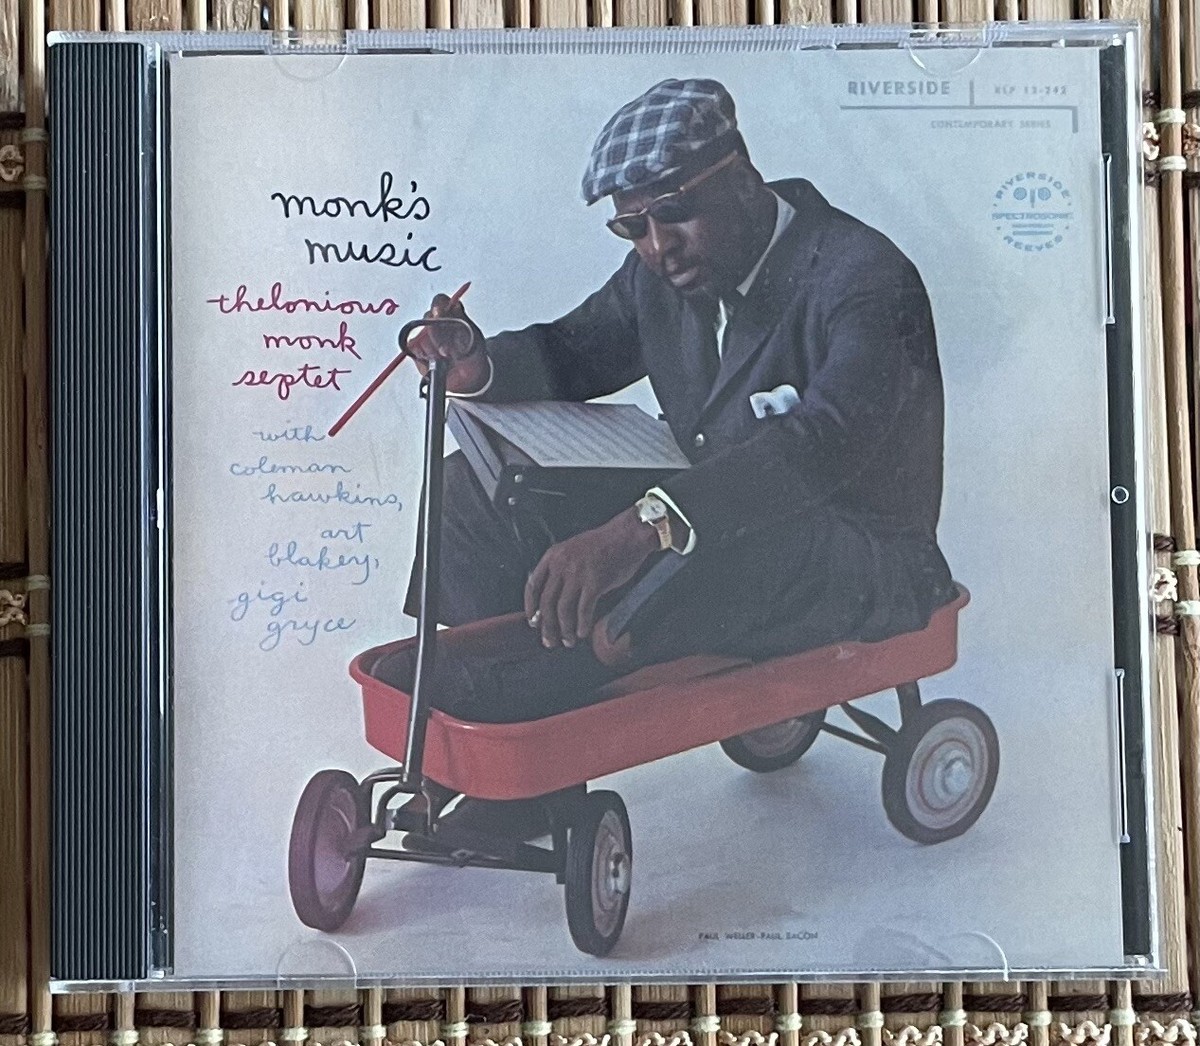 RIVERSIDE
RLP 12-242
CONTEMPORARY SERIES
RIVERSIDE
SPECTROSONIC
REEVES
monk's
music
thelonious
monk
septet
with
coleman
hawkins,
art
blakey,
gigi
gryce
PAUL WELLER-PAUL BACON